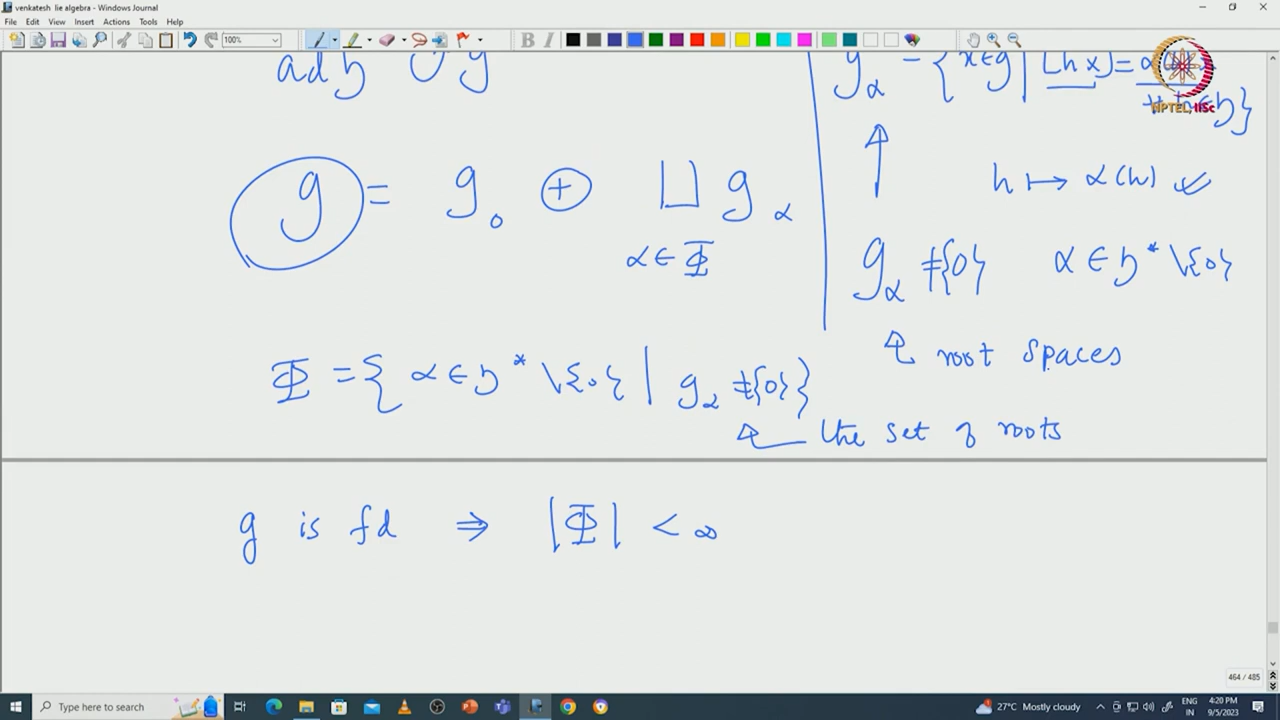 venkatesh lie algebra - Windows Journal
File Edit View Insert Actions Tools Help
100%
B I
ad 𝔥 ↻ g
g = g₀ ⊕ ⊔ g_α
α ∈ Φ
g_α = {x ∈ g | [h x] = α
∈ 𝔥}
NPTEL, IISc
h ↦ α(h)
g_α ≠ {0} α ∈ 𝔥* \ {0}
root spaces
Φ = {α ∈ 𝔥* \ {0} | g_α ≠ {0}}
the set of roots
g is fd ⇒ |Φ| < ∞
464 / 485
Type here to search
27°C Mostly cloudy
ENG
IN
4:20 PM
9/5/2023